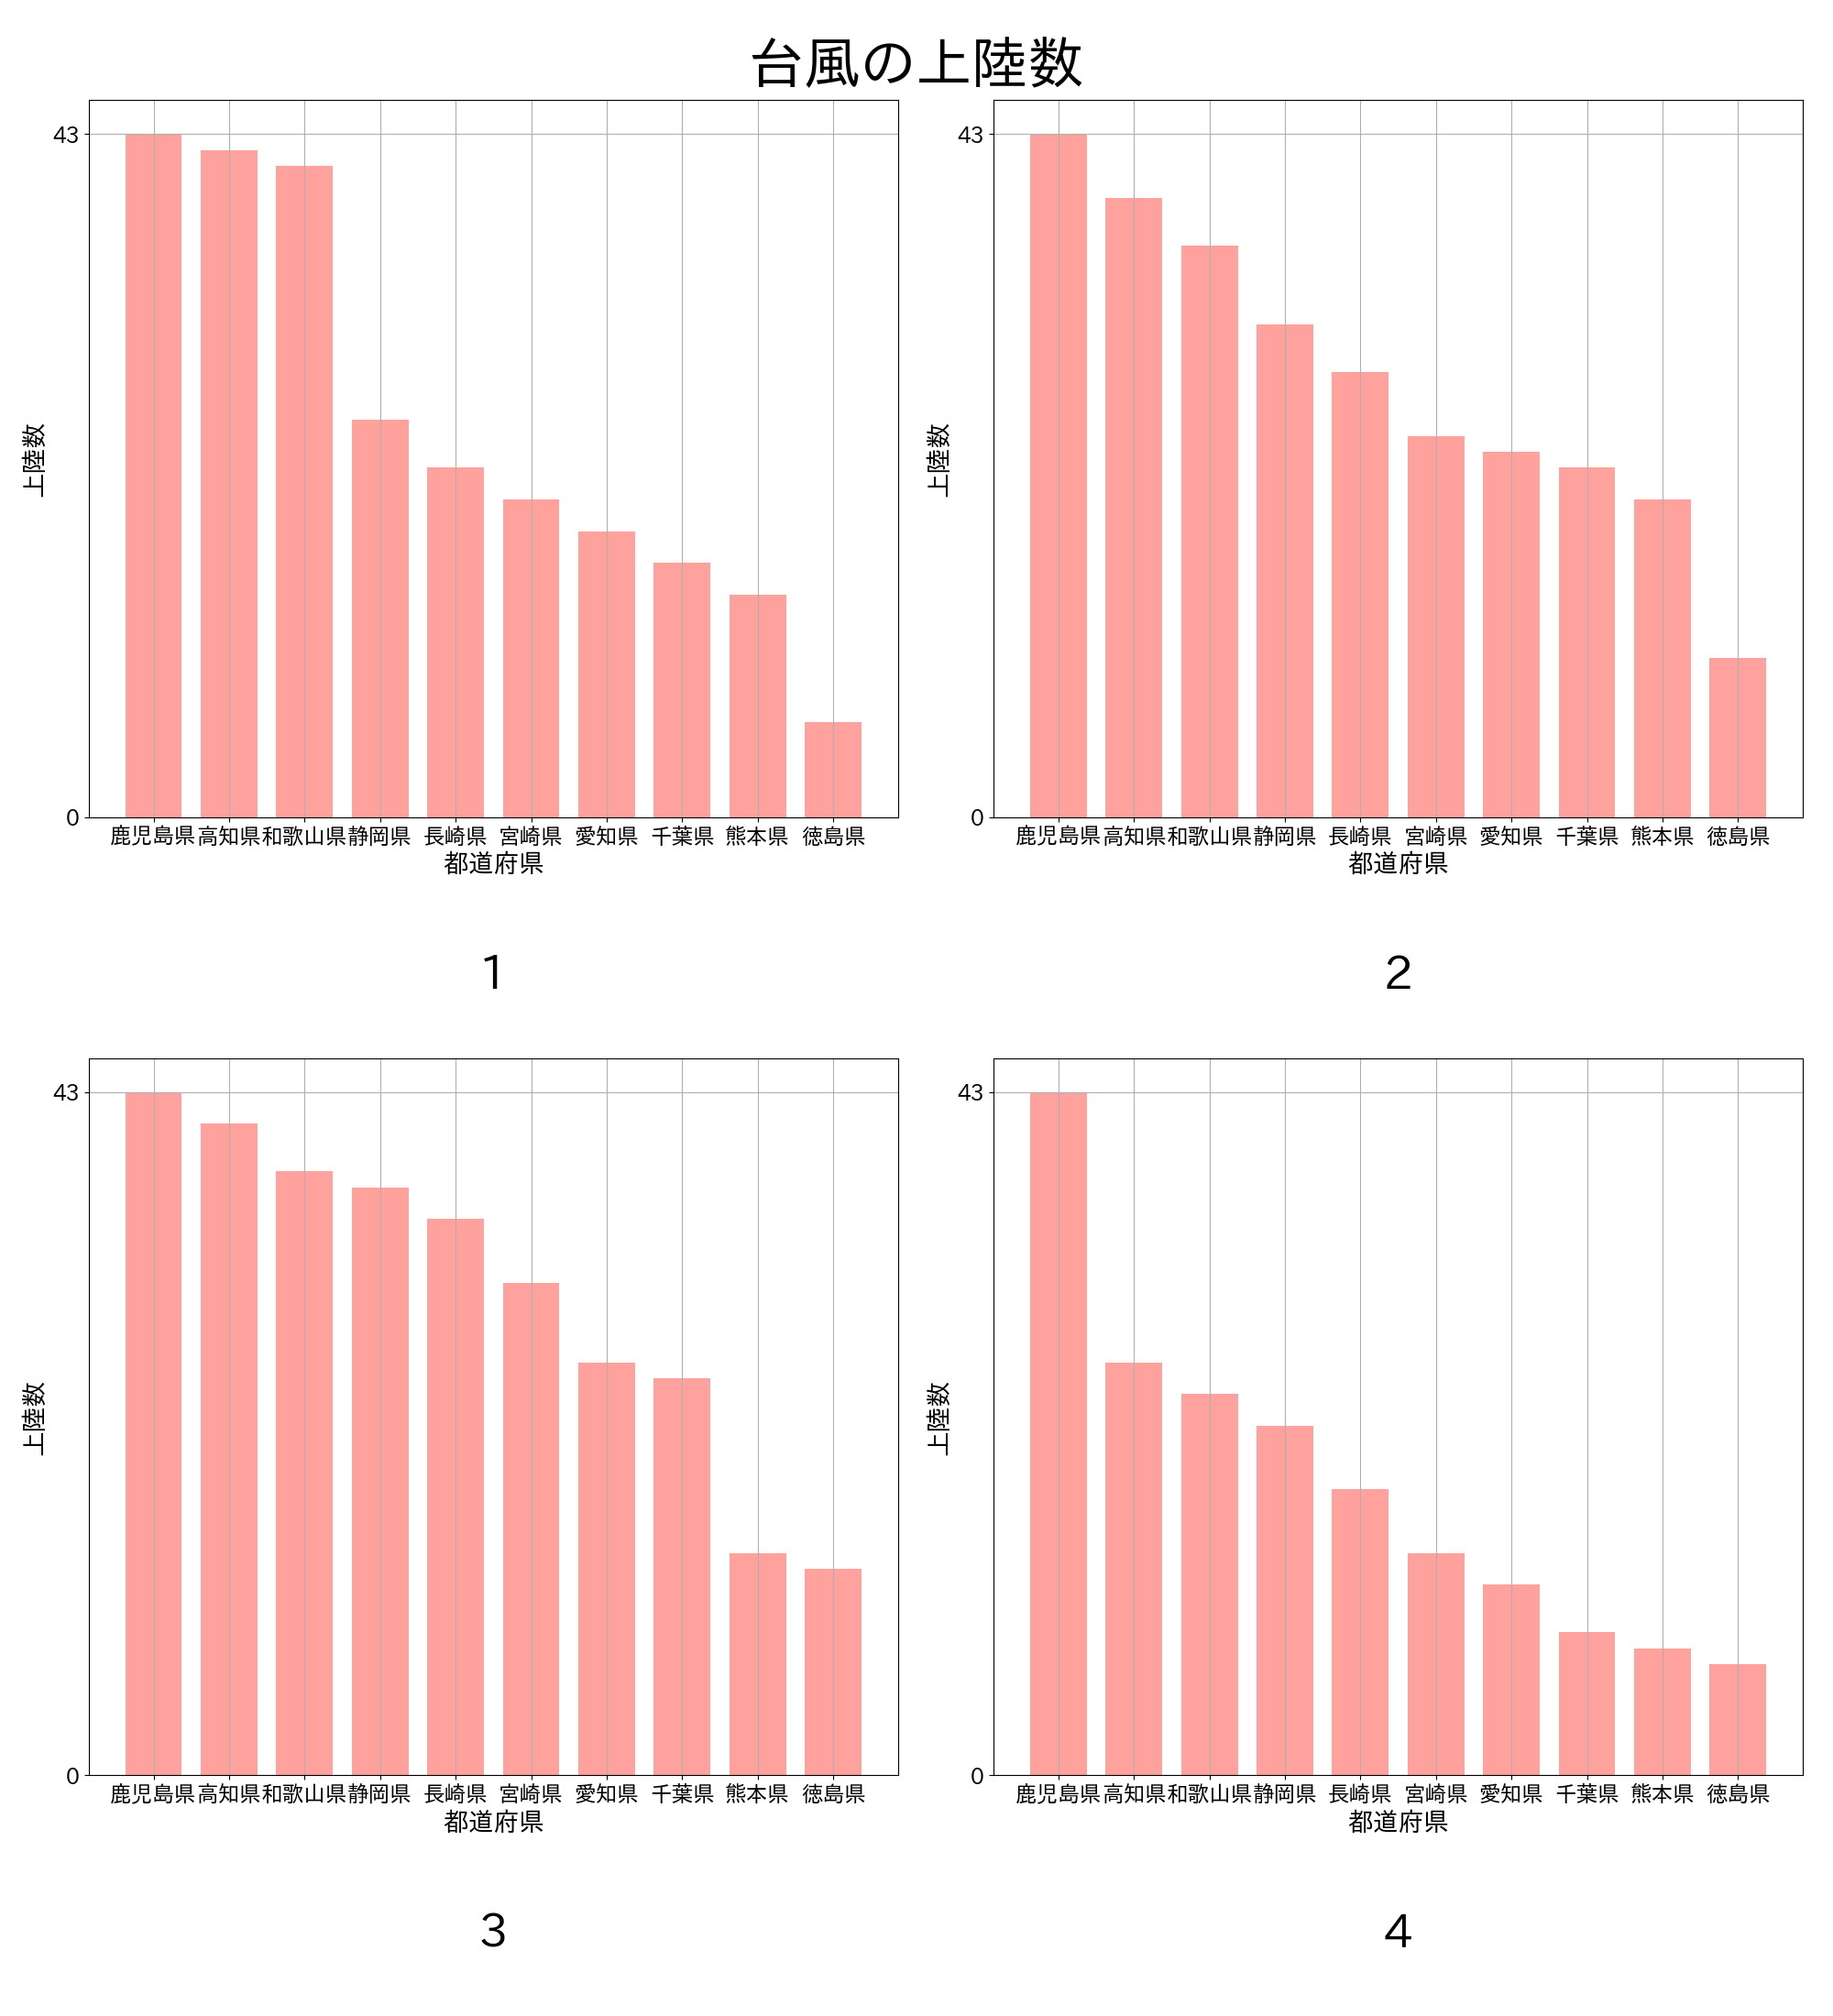 台風の上陸数
43
0
上陸数
鹿児島県 高知県 和歌山県 静岡県 長崎県 宮崎県 愛知県 千葉県 熊本県 徳島県
都道府県
1
43
0
上陸数
鹿児島県 高知県 和歌山県 静岡県 長崎県 宮崎県 愛知県 千葉県 熊本県 徳島県
都道府県
2
43
0
上陸数
鹿児島県 高知県 和歌山県 静岡県 長崎県 宮崎県 愛知県 千葉県 熊本県 徳島県
都道府県
3
43
0
上陸数
鹿児島県 高知県 和歌山県 静岡県 長崎県 宮崎県 愛知県 千葉県 熊本県 徳島県
都道府県
4